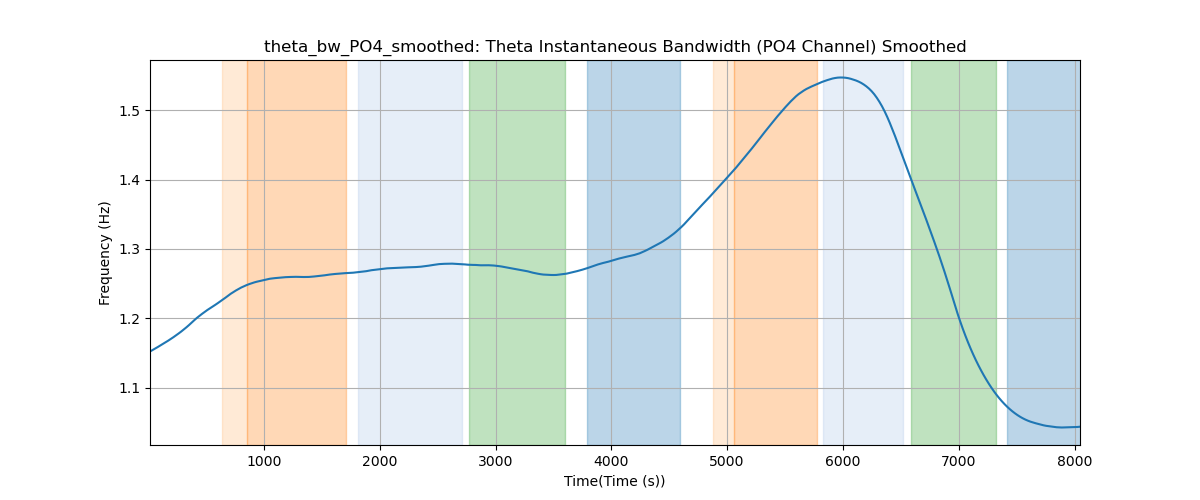 theta_bw_PO4_smoothed: Theta Instantaneous Bandwidth (PO4 Channel) Smoothed
Frequency (Hz)
1.5
1.4
1.3
1.2
1.1
1000 2000 3000 4000 5000 6000 7000 8000
Time(Time (s))